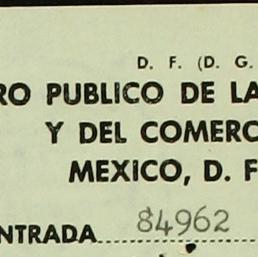 D. F. (D. G.
RO PUBLICO DE LA
Y DEL COMERC
MEXICO, D. F
NTRADA 84962